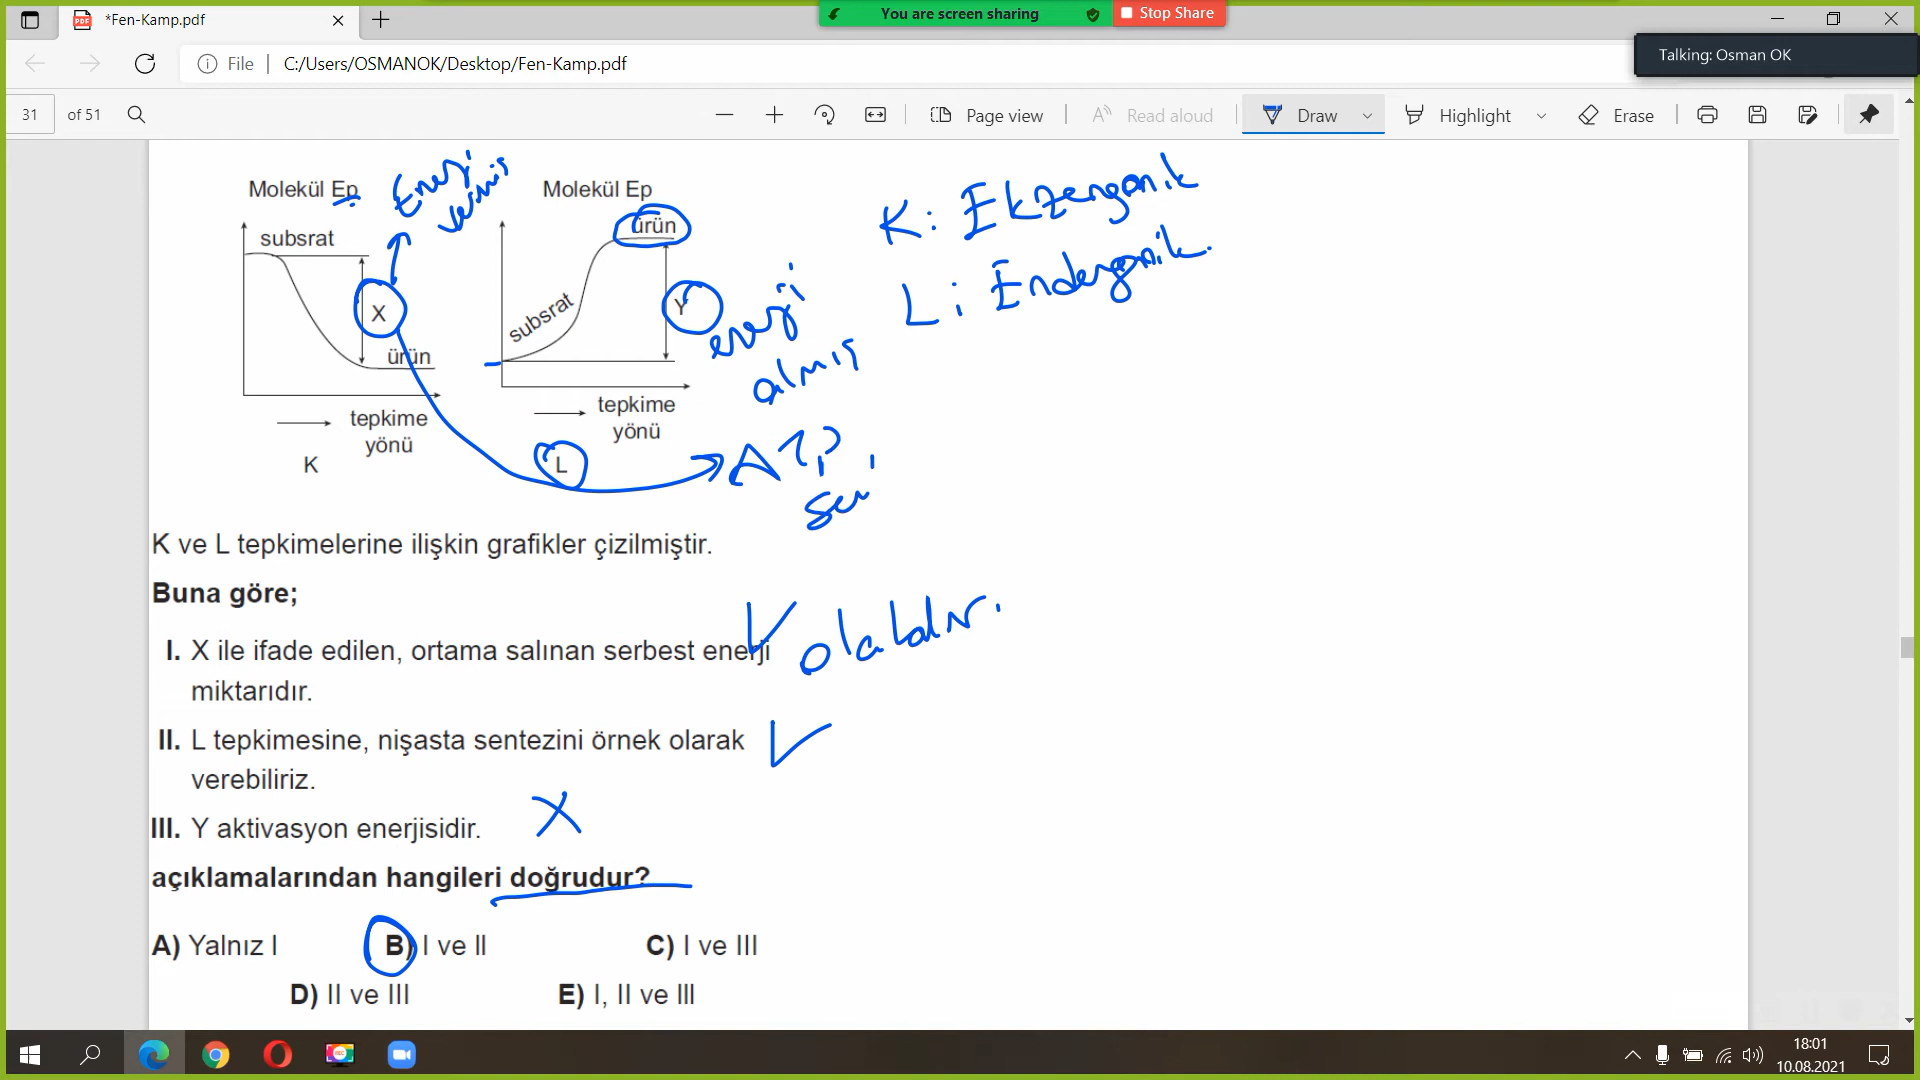 *Fen-Kamp.pdf
You are screen sharing
Stop Share
Talking: Osman OK
File
C:/Users/OSMANOK/Desktop/Fen-Kamp.pdf
31 of 51
Page view
Read aloud
Draw
Highlight
Erase
Molekül Ep
Enerji
vermiş
subsrat
X
ürün
tepkime
yönü
K
Molekül Ep
ürün
subsrat
Y
enerji
almış
tepkime
yönü
L
ATP
K: Ekzergonik
L: Endergonik.
K ve L tepkimelerine ilişkin grafikler çizilmiştir.
Buna göre;
I. X ile ifade edilen, ortama salınan serbest enerji
miktarıdır.
olabilir.
II. L tepkimesine, nişasta sentezini örnek olarak
verebiliriz.
III. Y aktivasyon enerjisidir.
X
açıklamalarından hangileri doğrudur?
A) Yalnız I B) I ve II C) I ve III
D) II ve III E) I, II ve III
18:01
10.08.2021